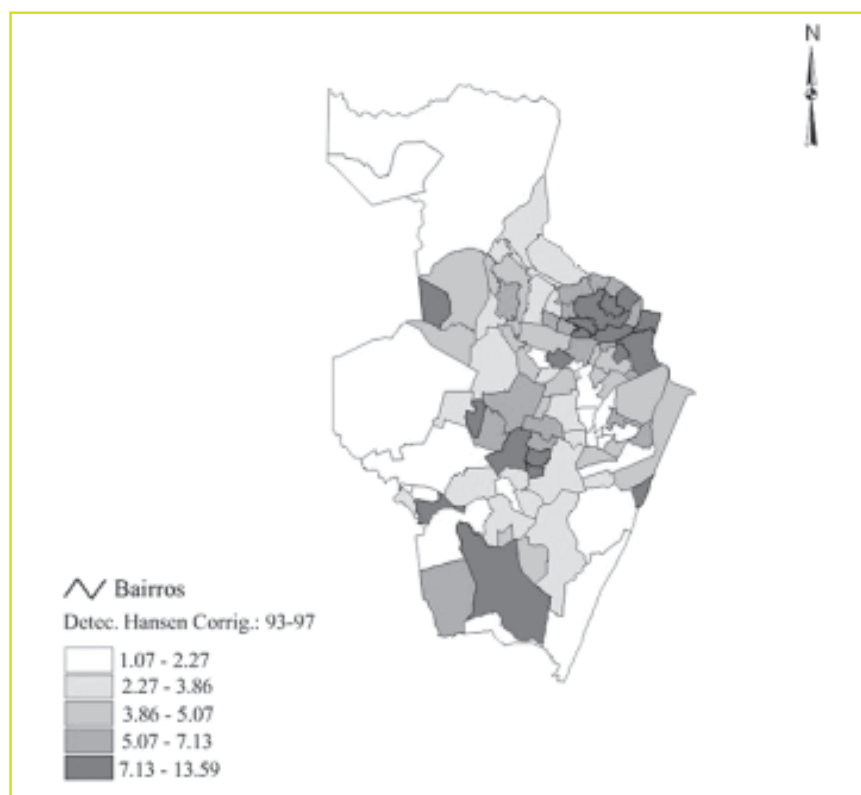 N
Bairros
Detec. Hansen Corrig.: 93-97
1.07 - 2.27
2.27 - 3.86
3.86 - 5.07
5.07 - 7.13
7.13 - 13.59